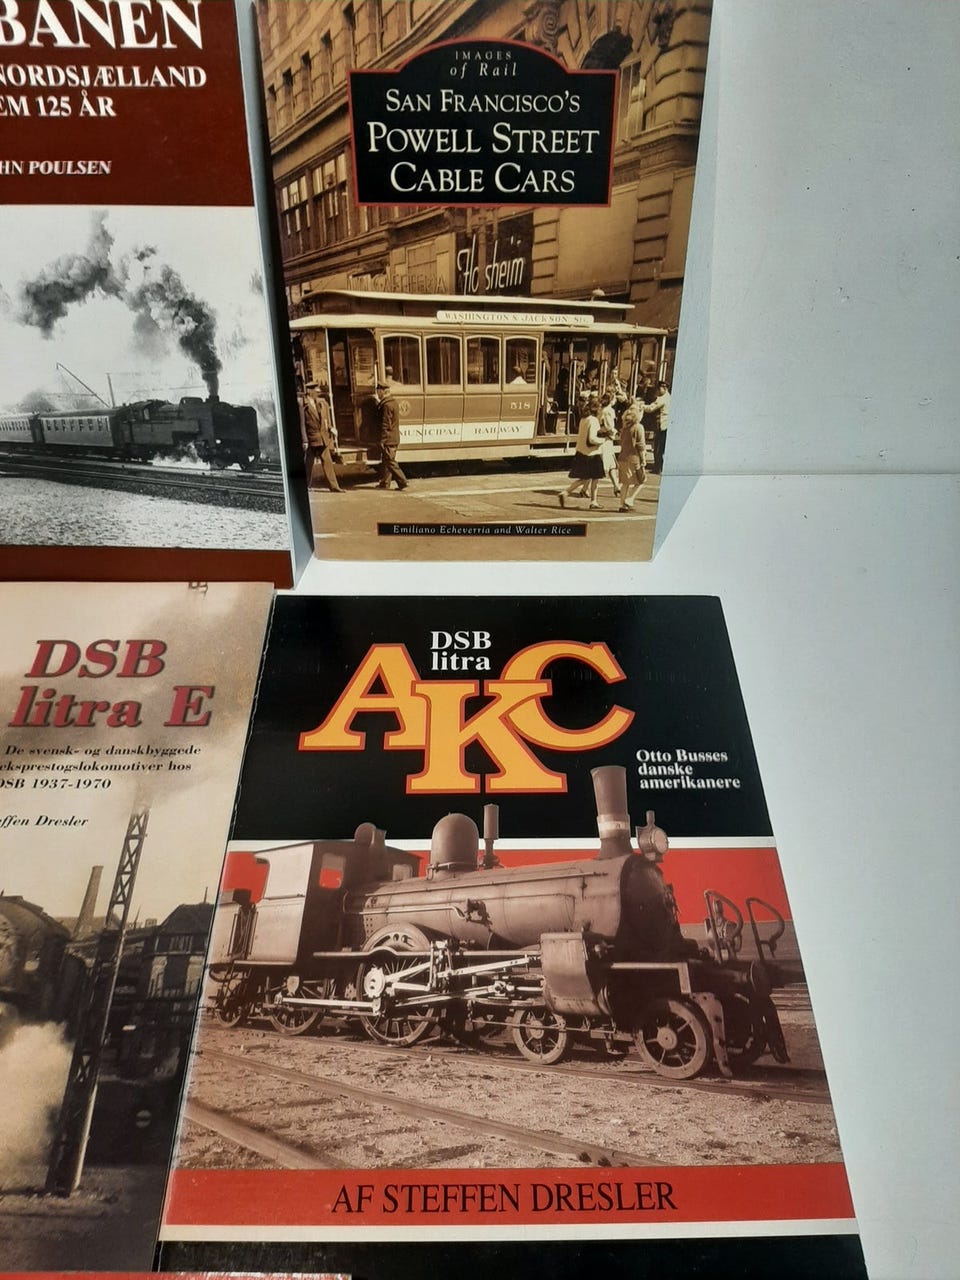 BANEN
NORDSJÆLLAND
EM 125 ÅR
HN POULSEN
IMAGES
of Rail
SAN FRANCISCO'S
POWELL STREET
CABLE CARS
WASHINGTON & JACKSON STS.
518
MUNICIPAL RAILWAY
Emiliano Echeverria and Walter Rice
DSB
litra E
De svensk- og danskbyggede
eksprestogslokomotiver hos
DSB 1937-1970
effen Dresler
DSB
litra
AKC
Otto Busses
danske
amerikanere
AF STEFFEN DRESLER